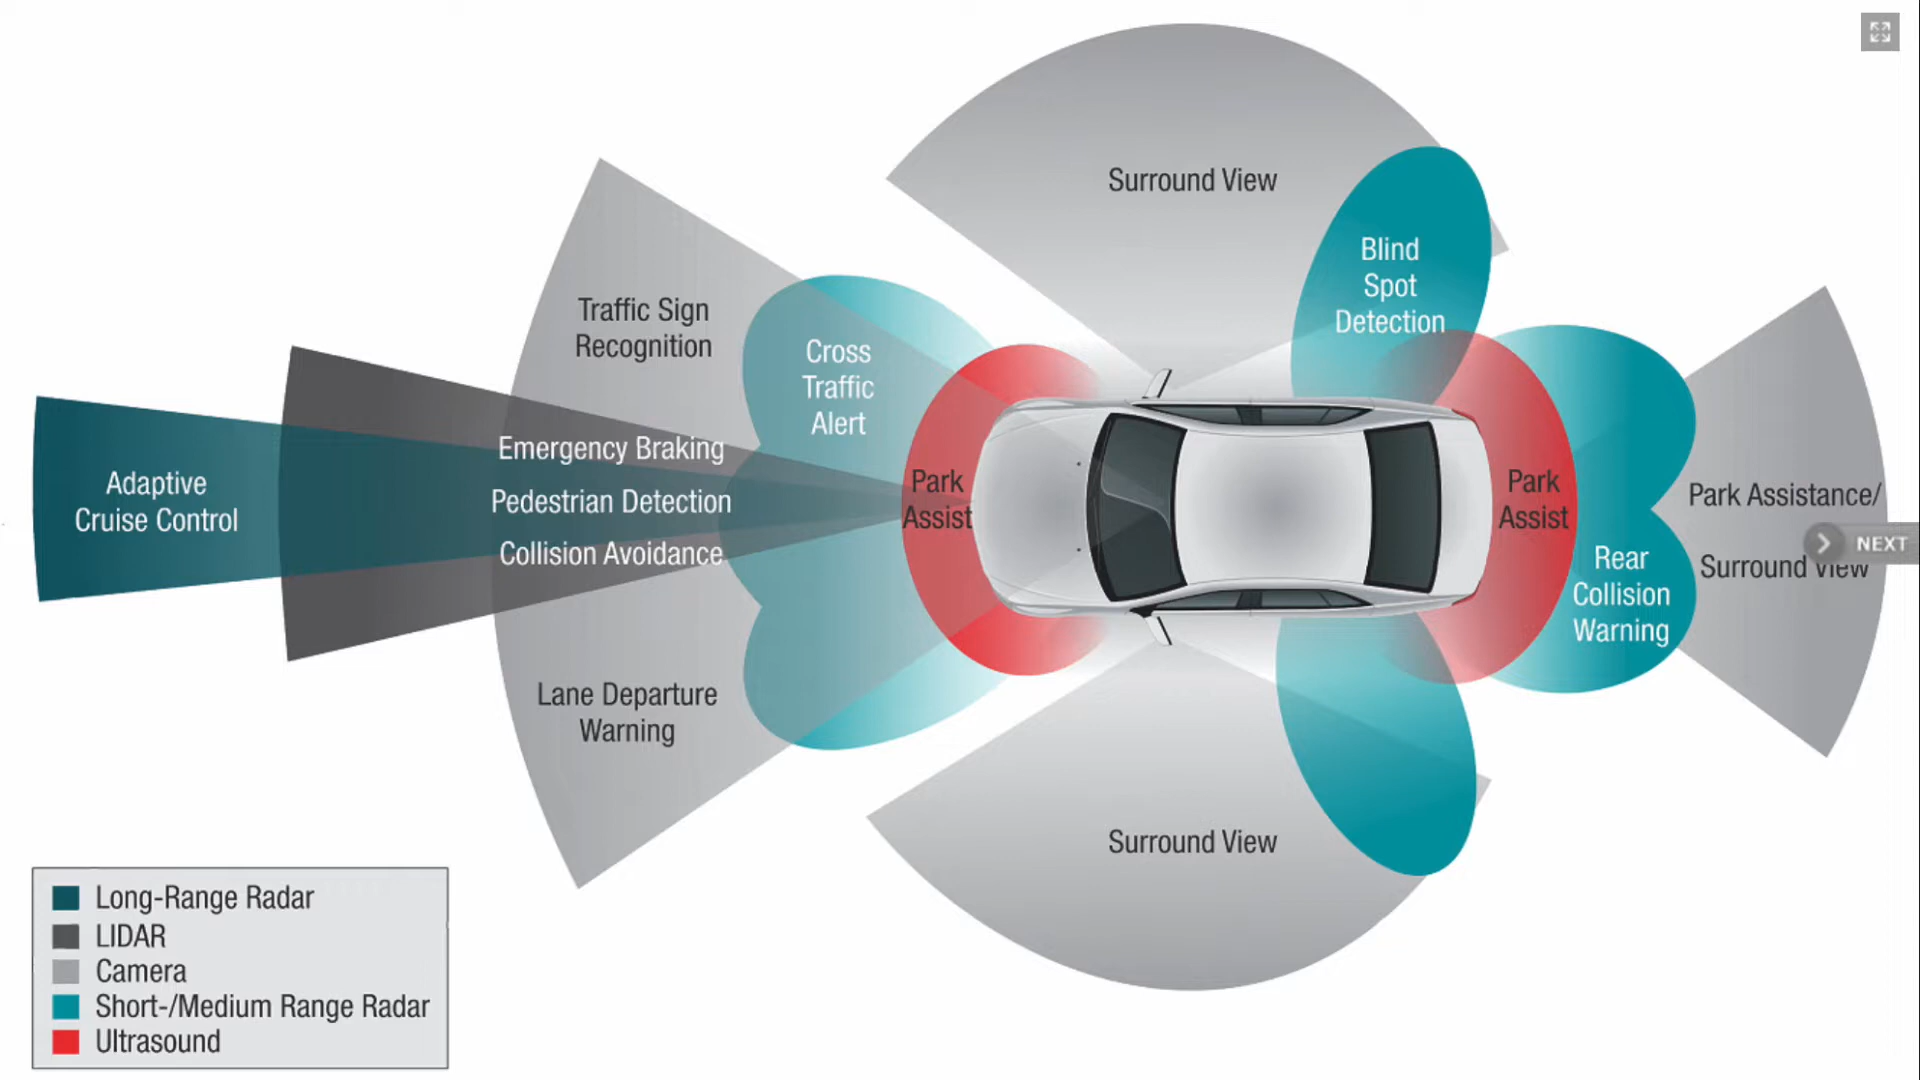 Surround View
Blind
Spot
Detection
Traffic Sign
Recognition
Cross
Traffic
Alert
Emergency Braking
Pedestrian Detection
Collision Avoidance
Adaptive
Cruise Control
Park
Assist
Park
Assist
Park Assistance/
Surround View
NEXT
Rear
Collision
Warning
Lane Departure
Warning
Surround View
Long-Range Radar
LIDAR
Camera
Short-/Medium Range Radar
Ultrasound